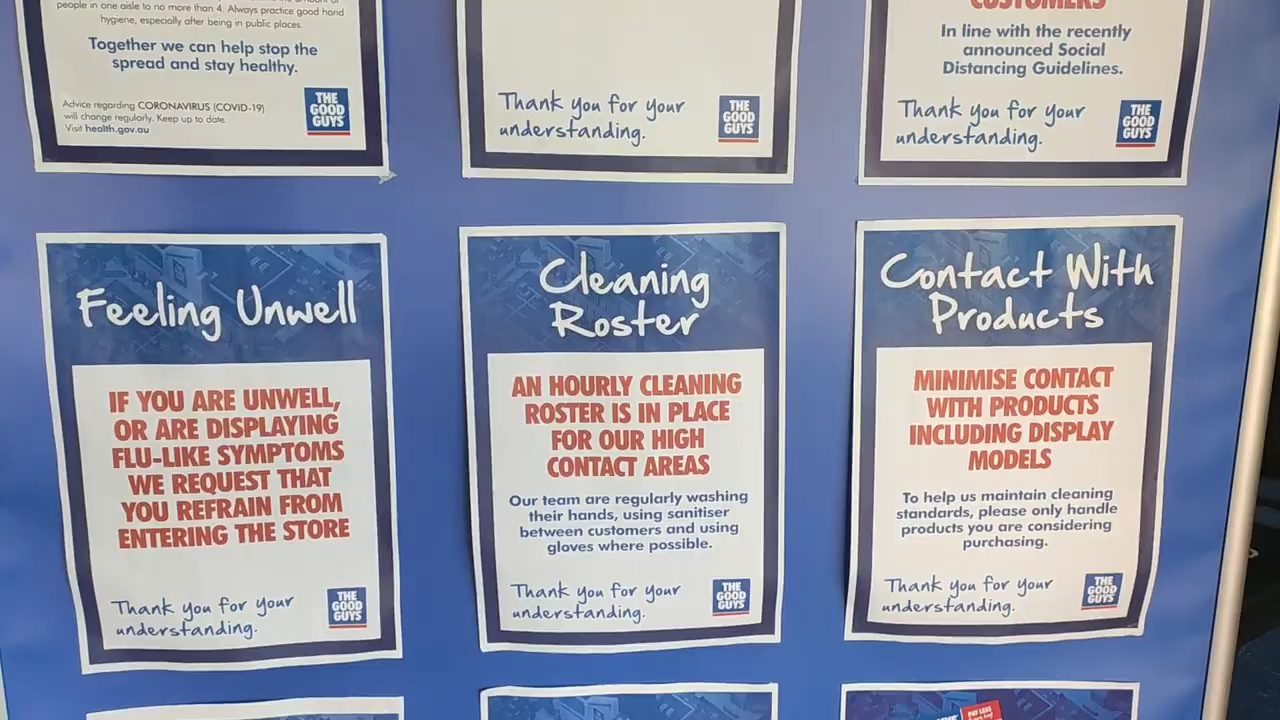 people in one aisle to no more than 4. Always practice good hand
hygiene, especially after being in public places.
Together we can help stop the
spread and stay healthy.
Advice regarding CORONAVIRUS (COVID-19)
will change regularly. Keep up to date.
Visit health.gov.au
THE
GOOD
GUYS
Thank you for your
understanding.
THE
GOOD
GUYS
CUSTOMERS
In line with the recently
announced Social
Distancing Guidelines.
Thank you for your
understanding.
THE
GOOD
GUYS
Feeling Unwell
IF YOU ARE UNWELL,
OR ARE DISPLAYING
FLU-LIKE SYMPTOMS
WE REQUEST THAT
YOU REFRAIN FROM
ENTERING THE STORE
Thank you for your
understanding.
THE
GOOD
GUYS
Cleaning
Roster
AN HOURLY CLEANING
ROSTER IS IN PLACE
FOR OUR HIGH
CONTACT AREAS
Our team are regularly washing
their hands, using sanitiser
between customers and using
gloves where possible.
Thank you for your
understanding.
THE
GOOD
GUYS
Contact With
Products
MINIMISE CONTACT
WITH PRODUCTS
INCLUDING DISPLAY
MODELS
To help us maintain cleaning
standards, please only handle
products you are considering
purchasing.
Thank you for your
understanding.
THE
GOOD
GUYS
PAY LESS